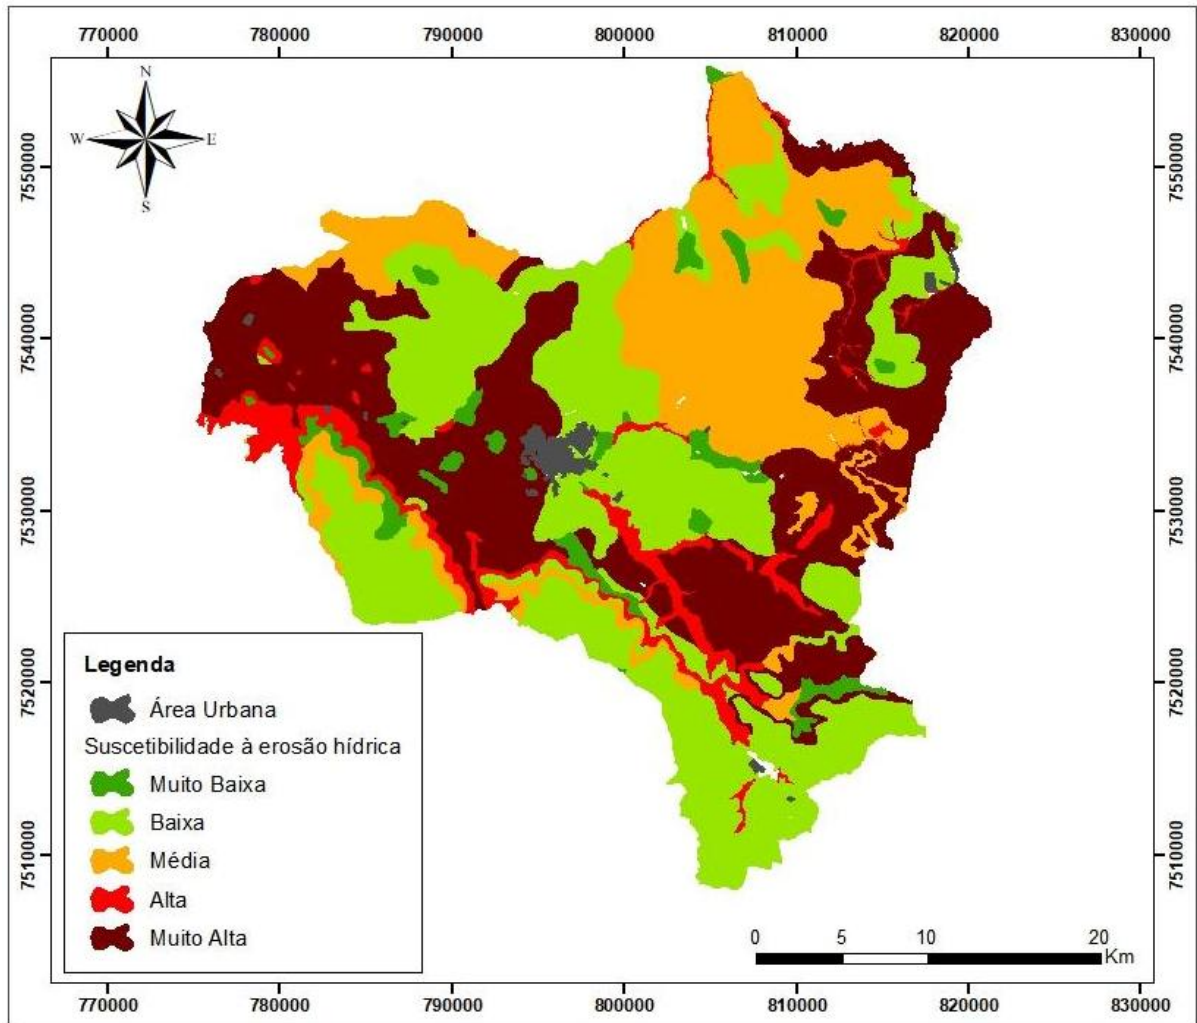 770000 780000 790000 800000 810000 820000 830000
N
W E
S
7550000 7550000
7540000 7540000
7530000 7530000
7520000 7520000
7510000 7510000
Legenda
Área Urbana
Suscetibilidade à erosão hídrica
Muito Baixa
Baixa
Média
Alta
Muito Alta
0 5 10 20
Km
770000 780000 790000 800000 810000 820000 830000